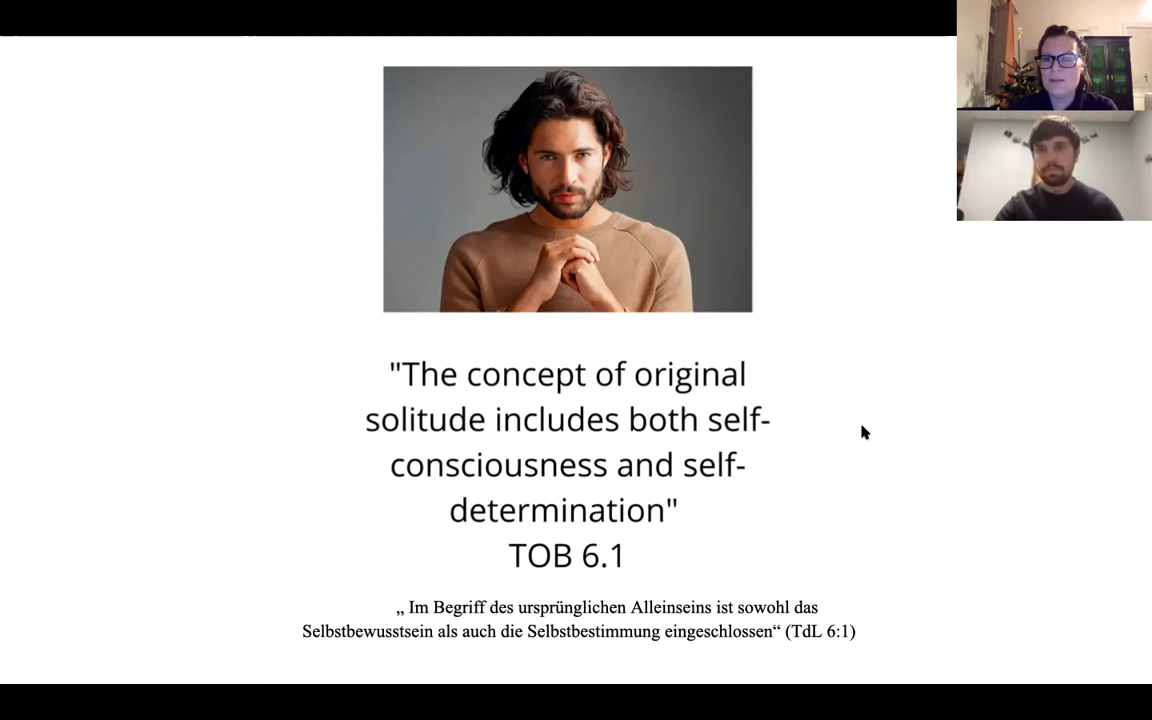 "The concept of original
solitude includes both self-
consciousness and self-
determination"
TOB 6.1
„ Im Begriff des ursprünglichen Alleinseins ist sowohl das
Selbstbewusstsein als auch die Selbstbestimmung eingeschlossen“ (TdL 6:1)